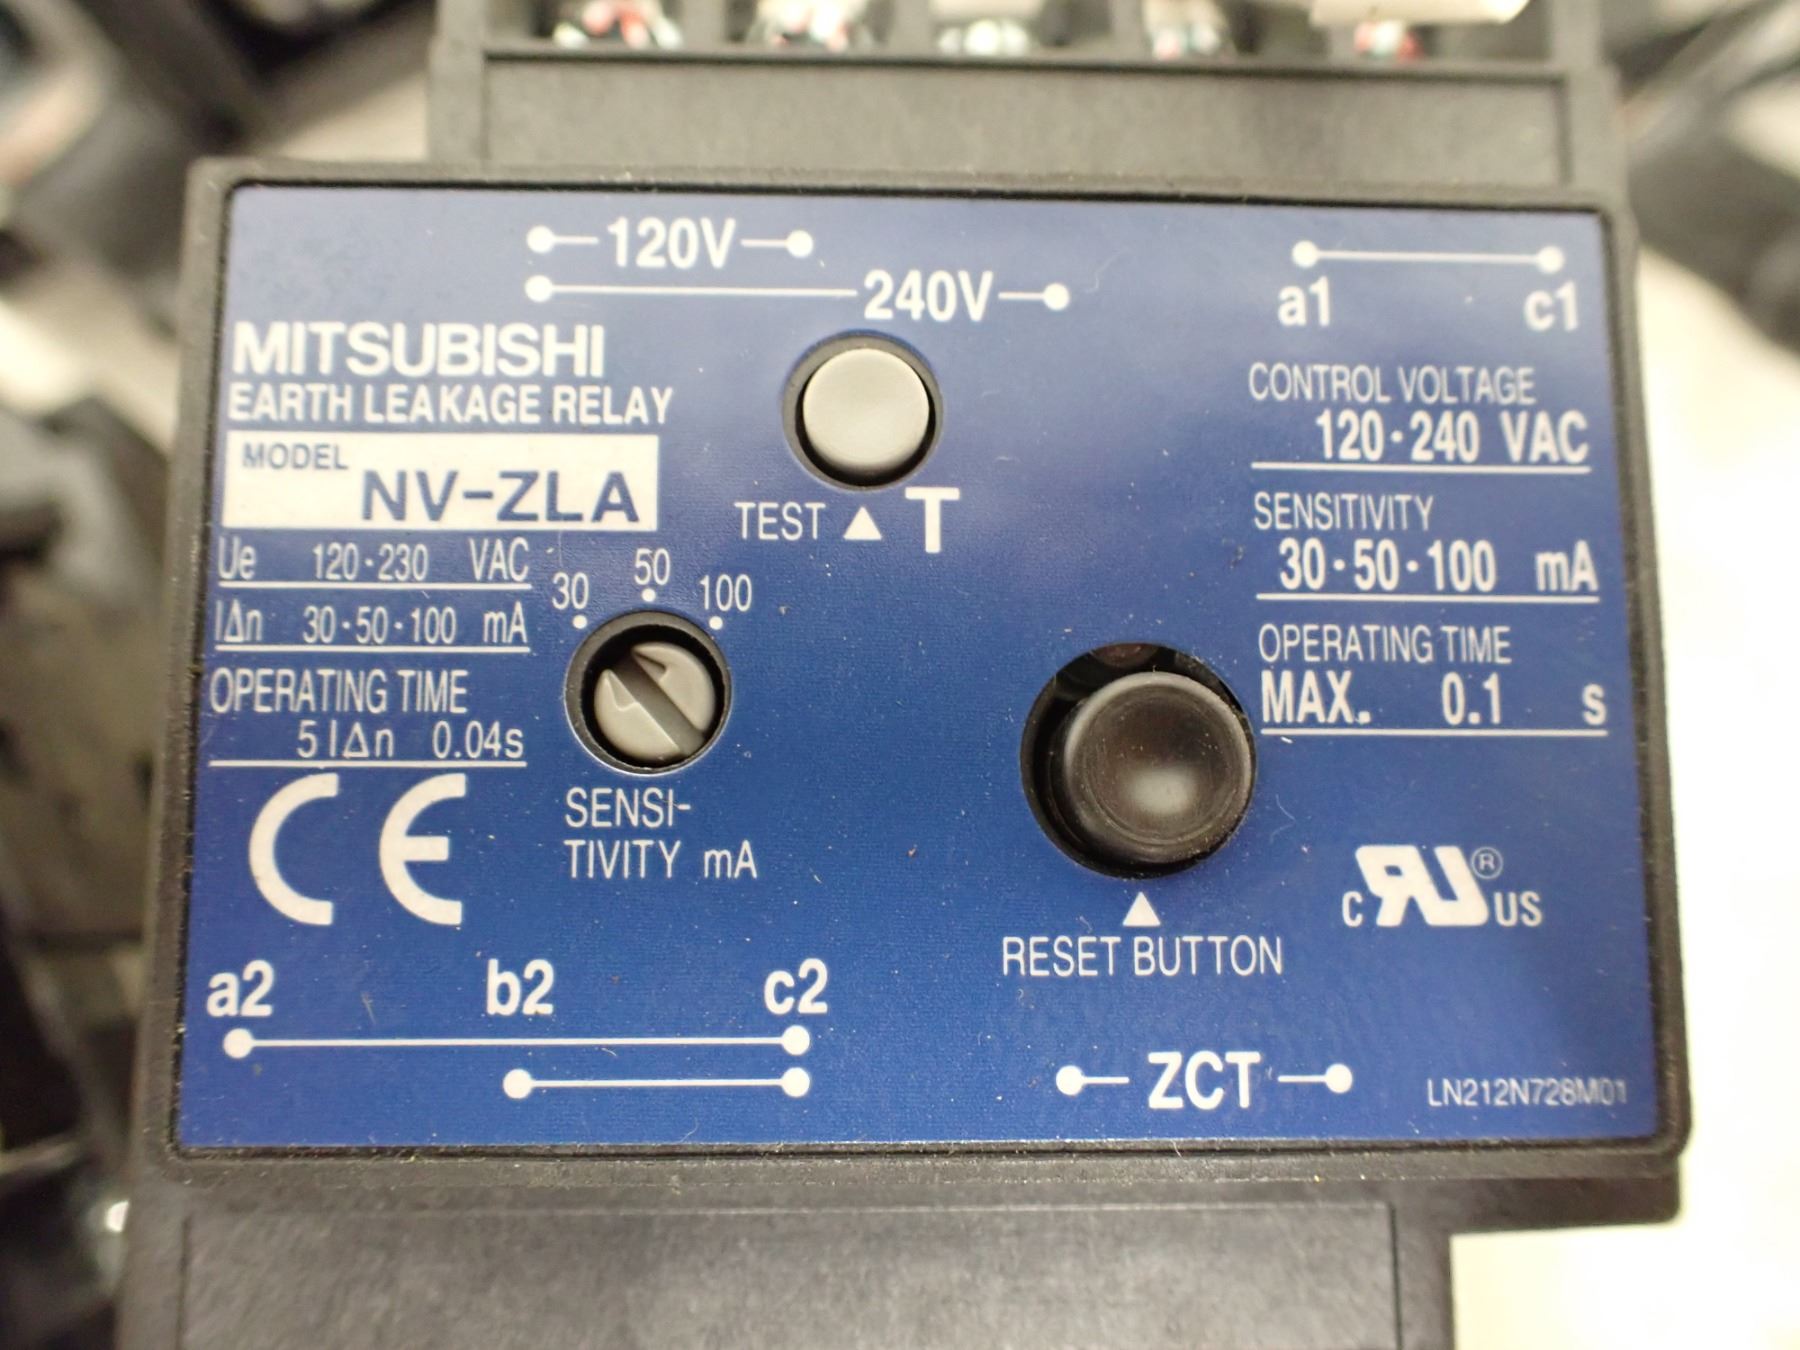 120V
240V
a1 c1
MITSUBISHI
EARTH LEAKAGE RELAY
MODEL
NV-ZLA
Ue 120·230 VAC
I∆n 30·50·100 mA
OPERATING TIME
5 I∆n 0.04s
CE
30 50 100
SENSI-
TIVITY mA
TEST T
CONTROL VOLTAGE
120·240 VAC
SENSITIVITY
30·50·100 mA
OPERATING TIME
MAX. 0.1 s
RESET BUTTON
c RU ® US
a2 b2 c2
ZCT
LN212N728M01